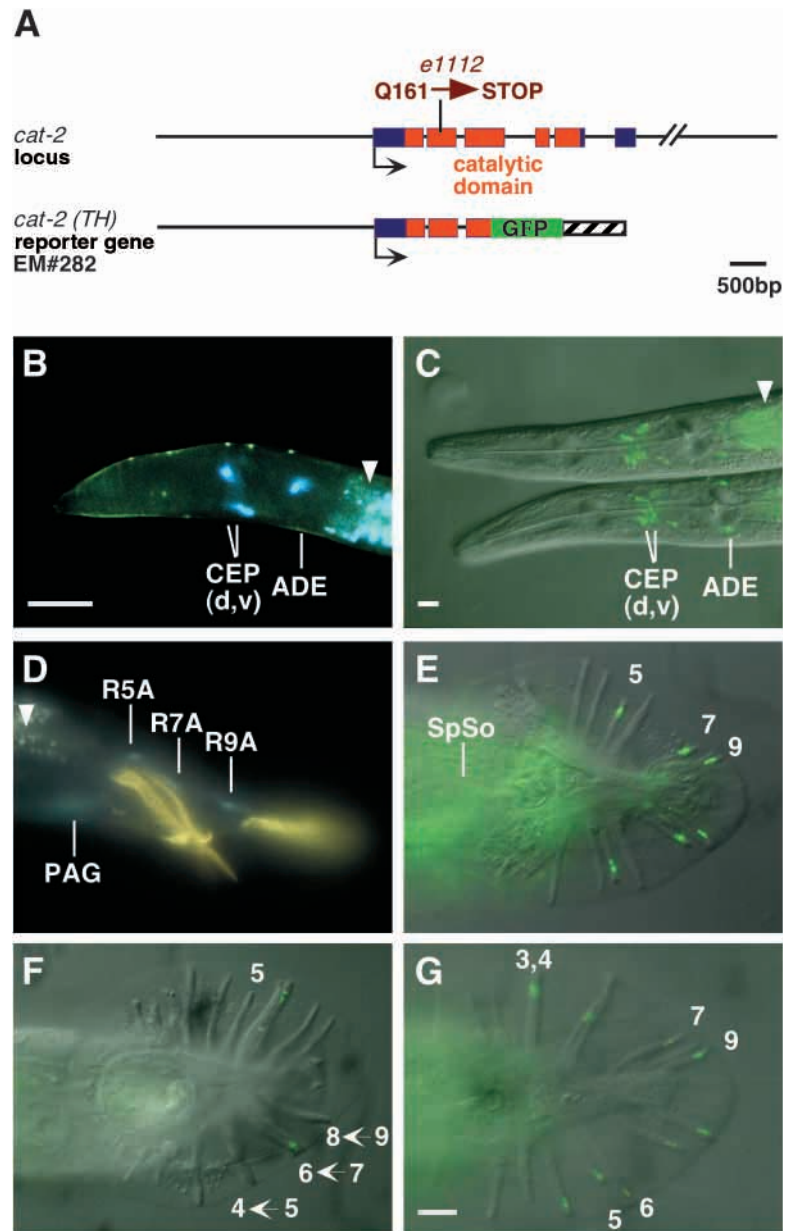 A
e1112
Q161 STOP
cat-2
locus
catalytic
domain
cat-2 (TH)
reporter gene
EM#282
GFP
500bp
B
CEP
(d,v)
ADE
C
CEP
(d,v)
ADE
D
R5A
R7A
R9A
PAG
E
5
7
9
SpSo
F
5
8 9
6 7
4 5
G
3,4
7
9
5
6